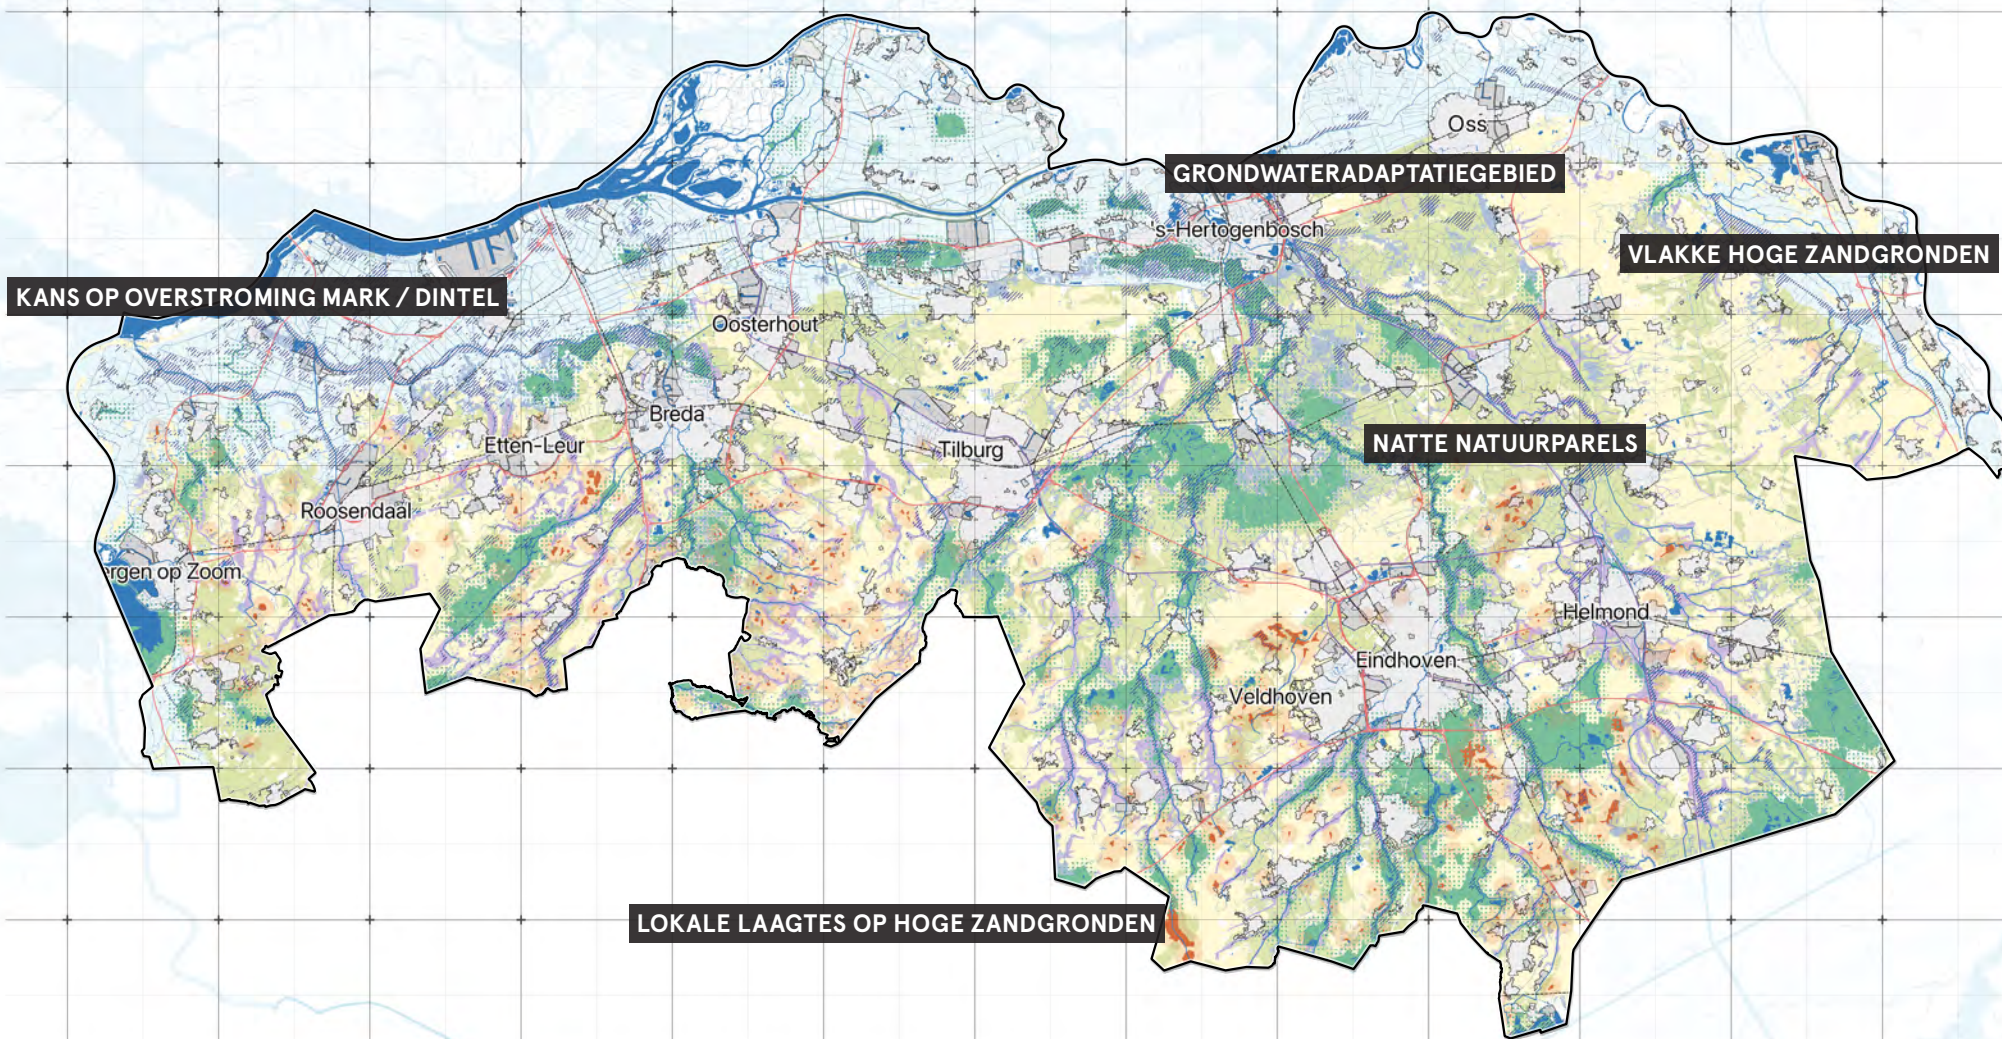 Oss
GRONDWATERADAPTATIEGEBIED
's-Hertogenbosch
VLAKKE HOGE ZANDGRONDEN
KANS OP OVERSTROMING MARK / DINTEL
Oosterhout
Breda
Etten-Leur
Tilburg
NATTE NATUURPARELS
Roosendaal
ergen op Zoom
Helmond
Eindhoven
Veldhoven
LOKALE LAAGTES OP HOGE ZANDGRONDEN